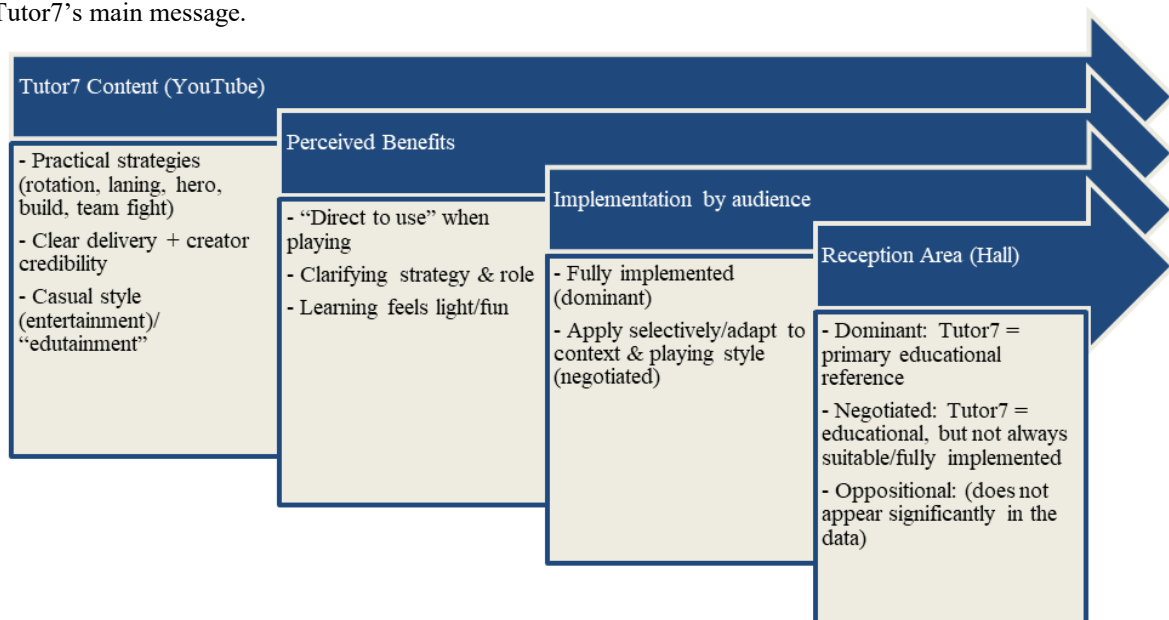 Tutor7's main message.
Tutor7 Content (YouTube)
- Practical strategies
(rotation, laning, hero,
build, team fight)
- Clear delivery + creator
credibility
- Casual style
(entertainment)/
“edutainment”
Perceived Benefits
- “Direct to use” when
playing
- Clarifying strategy & role
- Learning feels light/fun
Implementation by audience
- Fully implemented
(dominant)
- Apply selectively/adapt to
context & playing style
(negotiated)
Reception Area (Hall)
- Dominant: Tutor7 =
primary educational
reference
- Negotiated: Tutor7 =
educational, but not always
suitable/fully implemented
- Oppositional: (does not
appear significantly in the
data)